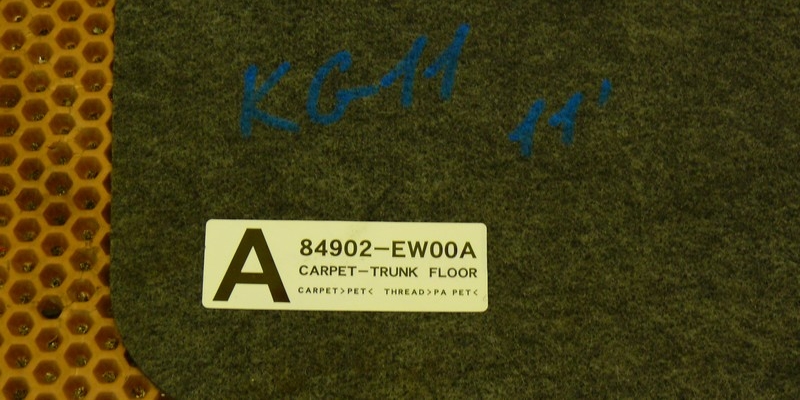 KG11
11'
A
84902-EW00A
CARPET-TRUNK FLOOR
CARPET>PET< THREAD>PA PET<